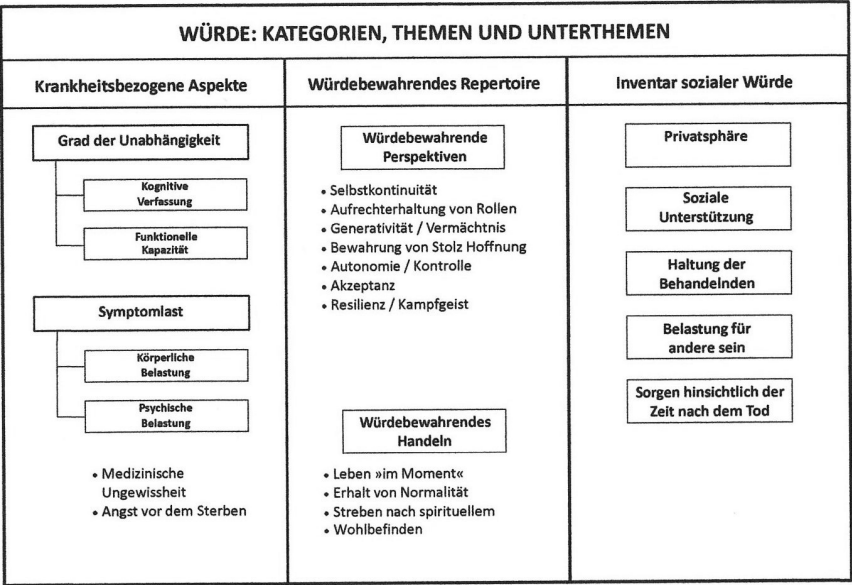 WÜRDE: KATEGORIEN, THEMEN UND UNTERTHEMEN
Krankheitsbezogene Aspekte
Grad der Unabhängigkeit
Kognitive
Verfassung
Funktionelle
Kapazität
Symptomlast
Körperliche
Belastung
Psychische
Belastung
• Medizinische
Ungewissheit
• Angst vor dem Sterben
Würdebewahrendes Repertoire
Würdebewahrende
Perspektiven
• Selbstkontinuität
• Aufrechterhaltung von Rollen
• Generativität / Vermächtnis
• Bewahrung von Stolz Hoffnung
• Autonomie / Kontrolle
• Akzeptanz
• Resilienz / Kampfgeist
Würdebewahrendes
Handeln
• Leben »im Moment«
• Erhalt von Normalität
• Streben nach spirituellem
• Wohlbefinden
Inventar sozialer Würde
Privatsphäre
Soziale
Unterstützung
Haltung der
Behandelnden
Belastung für
andere sein
Sorgen hinsichtlich der
Zeit nach dem Tod